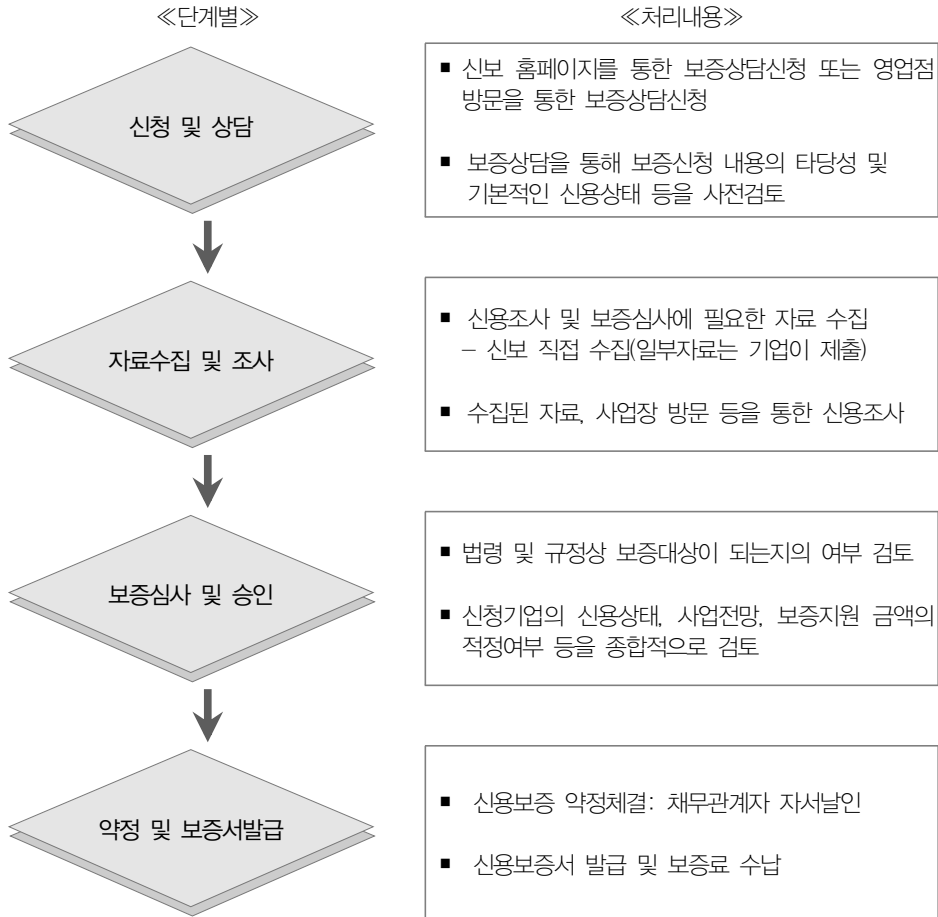 ≪단계별≫
≪처리내용≫
신청 및 상담
■ 신보 홈페이지를 통한 보증상담신청 또는 영업점
방문을 통한 보증상담신청
■ 보증상담을 통해 보증신청 내용의 타당성 및
기본적인 신용상태 등을 사전검토
자료수집 및 조사
■ 신용조사 및 보증심사에 필요한 자료 수집
– 신보 직접 수집(일부자료는 기업이 제출)
■ 수집된 자료, 사업장 방문 등을 통한 신용조사
보증심사 및 승인
■ 법령 및 규정상 보증대상이 되는지의 여부 검토
■ 신청기업의 신용상태, 사업전망, 보증지원 금액의
적정여부 등을 종합적으로 검토
약정 및 보증서발급
■ 신용보증 약정체결: 채무관계자 자서날인
■ 신용보증서 발급 및 보증료 수납